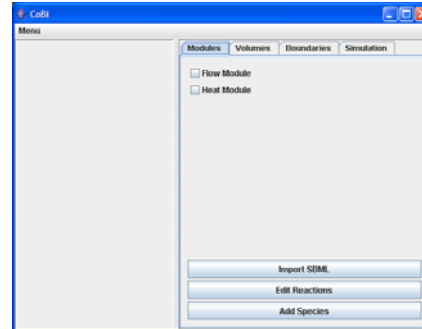 CoBi
Menu
Modules Volumes Boundaries Simulation
Flow Module
Heat Module
Import SBML
Edit Reactions
Add Species